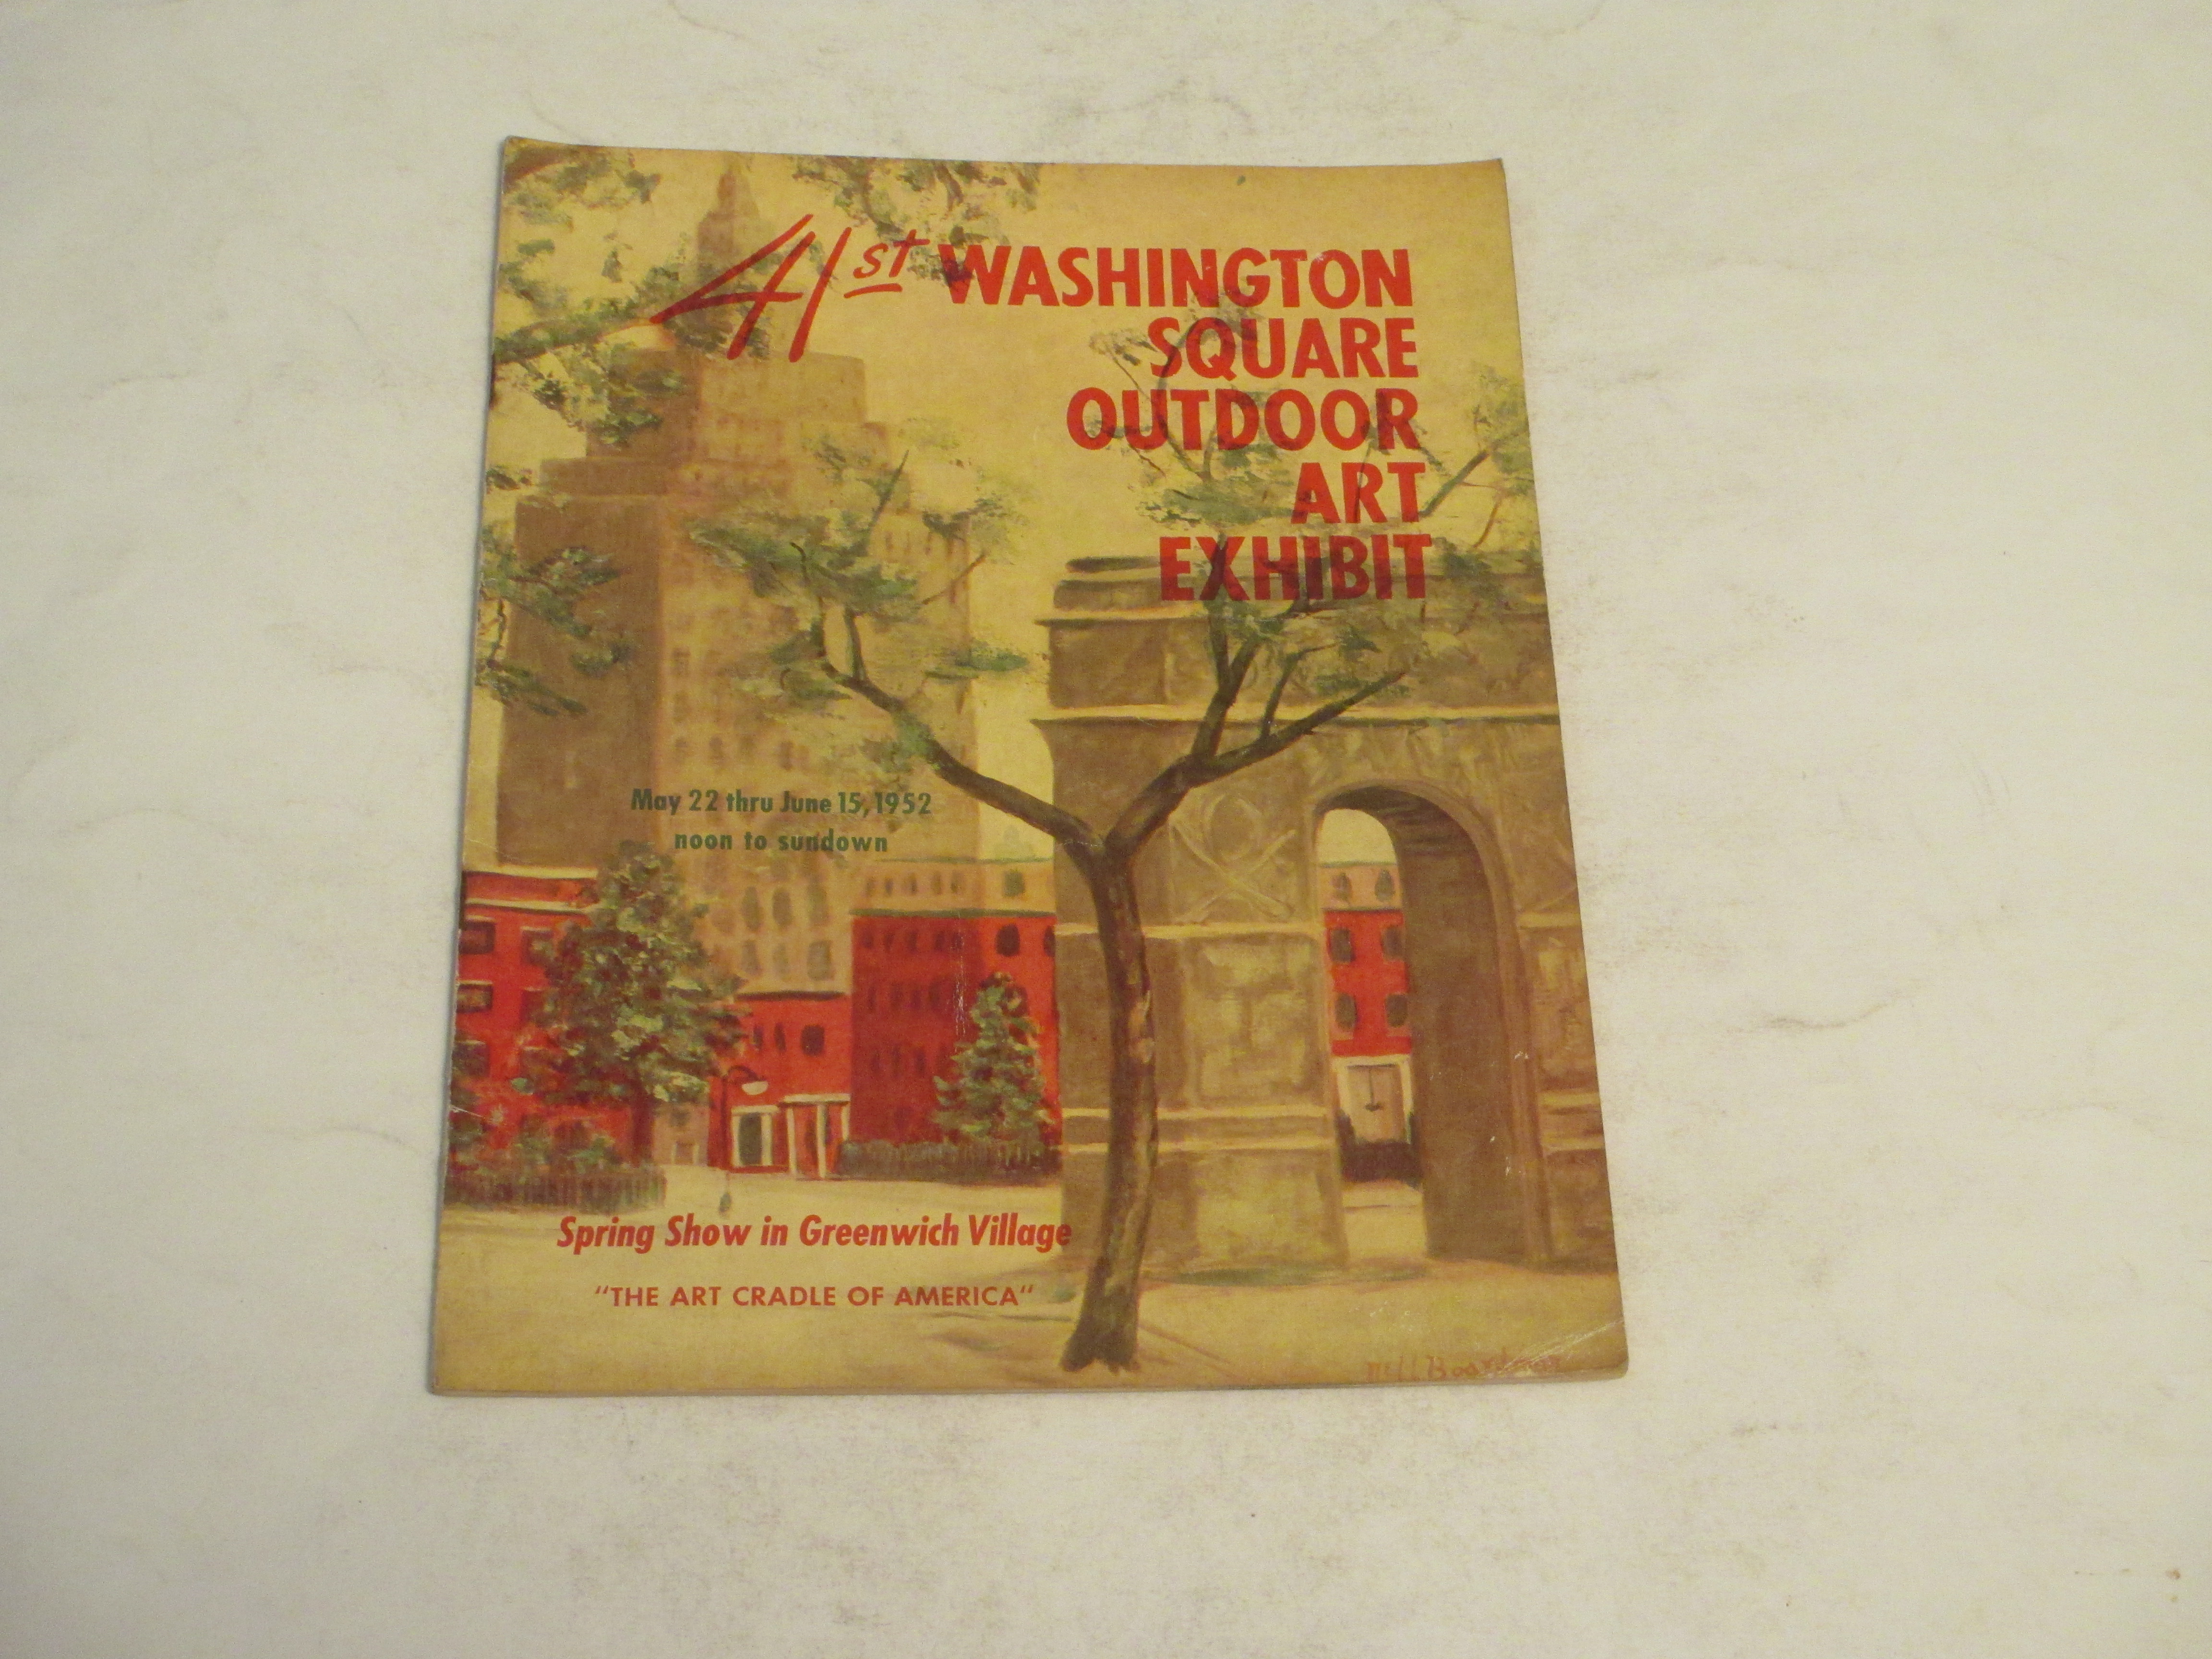 41st WASHINGTON
SQUARE
OUTDOOR
ART
EXHIBIT
May 22 thru June 15, 1952
noon to sundown
Spring Show in Greenwich Village
"THE ART CRADLE OF AMERICA"